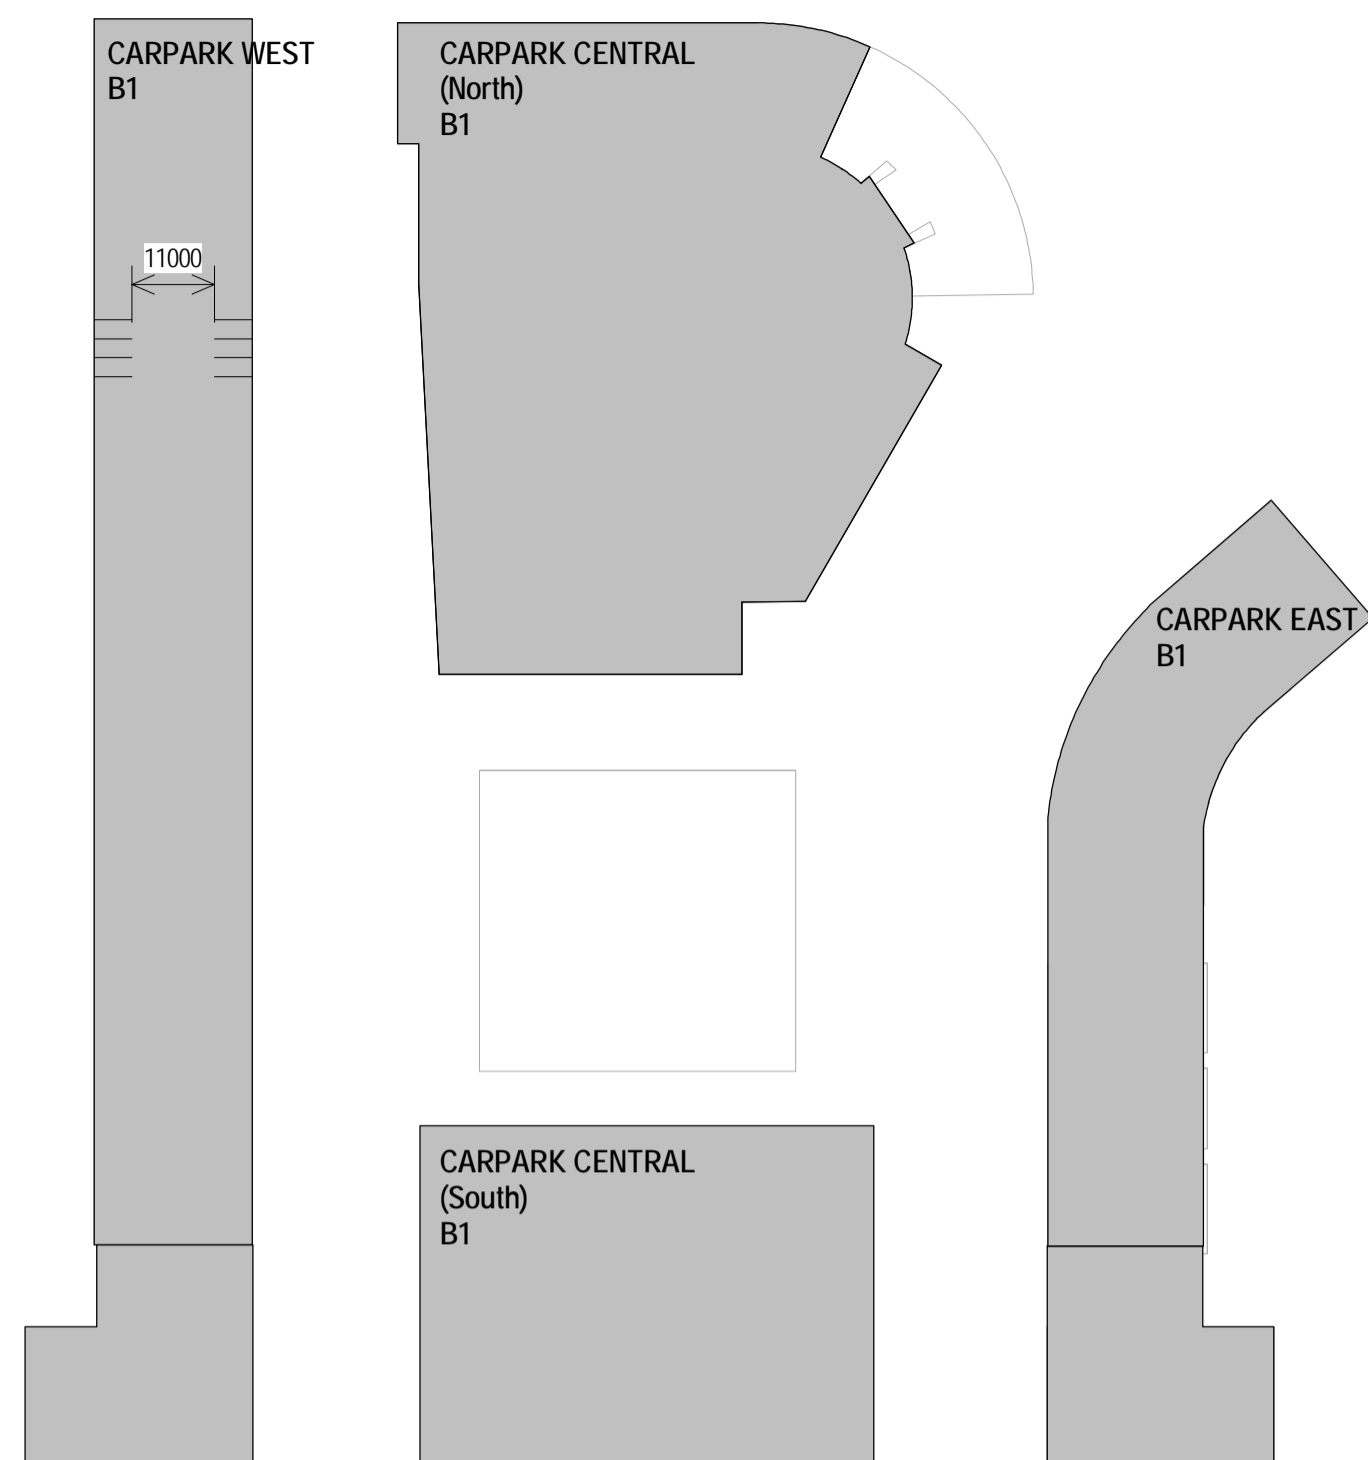 CARPARK WEST
B1
CARPARK CENTRAL
(North)
B1
11000
CARPARK EAST
B1
CARPARK CENTRAL
(South)
B1